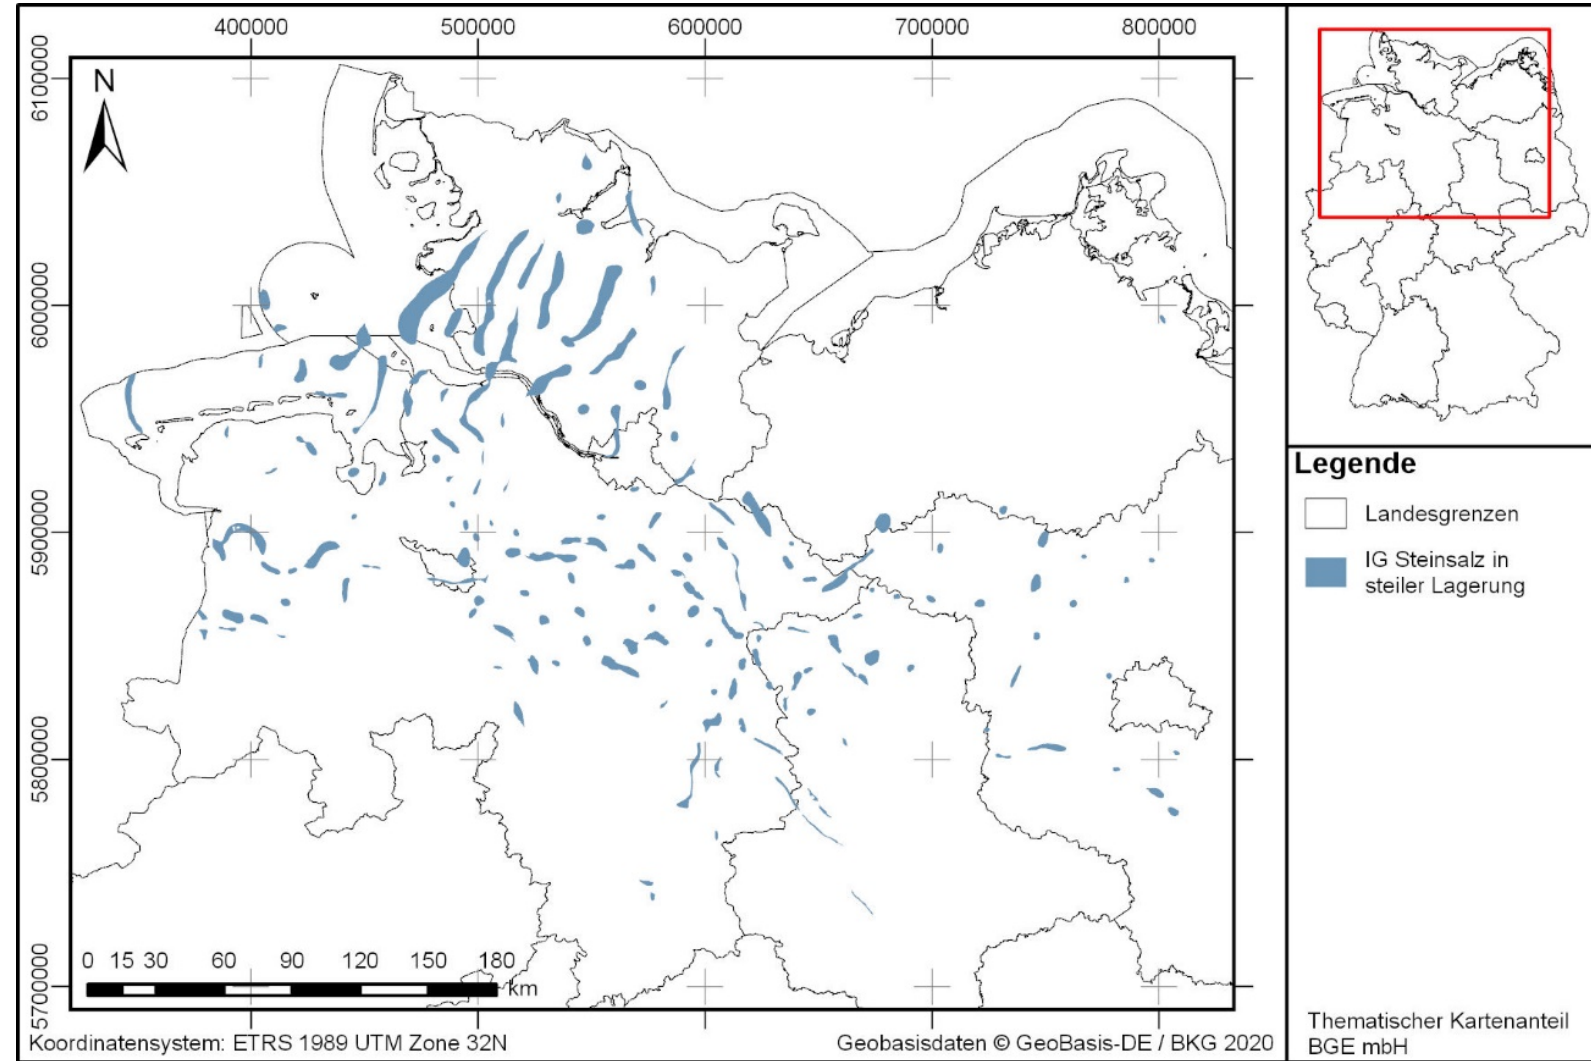 400000
500000
600000
700000
800000
6100000
6000000
5900000
5800000
5700000
N
0 15 30 60 90 120 150 180
km
Koordinatensystem: ETRS 1989 UTM Zone 32N
Geobasisdaten © GeoBasis-DE / BKG 2020
Legende
Landesgrenzen
IG Steinsalz in
steiler Lagerung
Thematischer Kartenanteil
BGE mbH